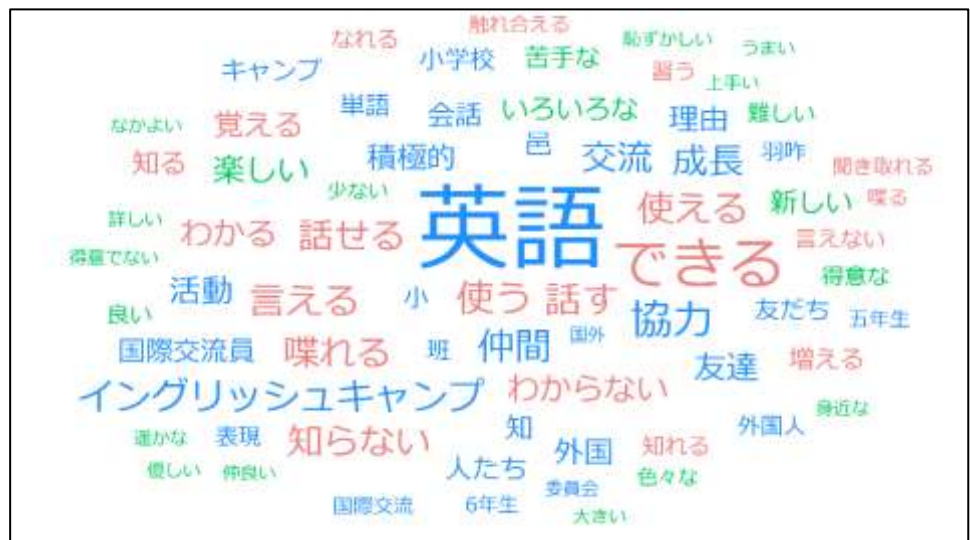 触れ合える
なれる 小学校 苦手な 恥ずかしい うまい
キャンプ 習う 上手い
なかよい 覚える 単語 会話 いろいろな 理由 難しい
知る 楽しい 積極的 邑 交流 成長 羽咋 聞き取れる
少ない 英語 使える 新しい 喋る
詳しい わかる 話せる できる 言えない
得意でない 活動 言える 小 使う 話す 得意な
良い 協力 友だち 五年生
国際交流員 喋れる 班 仲間 国外 友達 増える
イングリッシュキャンプ わからない 身近な
遥かな 表現 知らない 知 外国 知れる 外国人
優しい 仲良い 人たち 色々な
国際交流 6年生 委員会 大きい